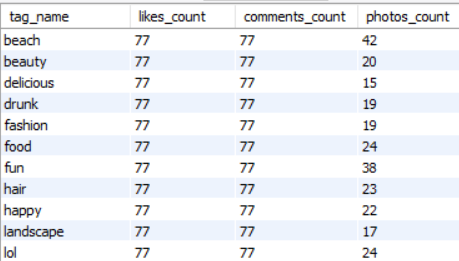 tag_name likes_count comments_count photos_count
beach 77 77 42
beauty 77 77 20
delicious 77 77 15
drunk 77 77 19
fashion 77 77 19
food 77 77 24
fun 77 77 38
hair 77 77 23
happy 77 77 22
landscape 77 77 17
lol 77 77 24